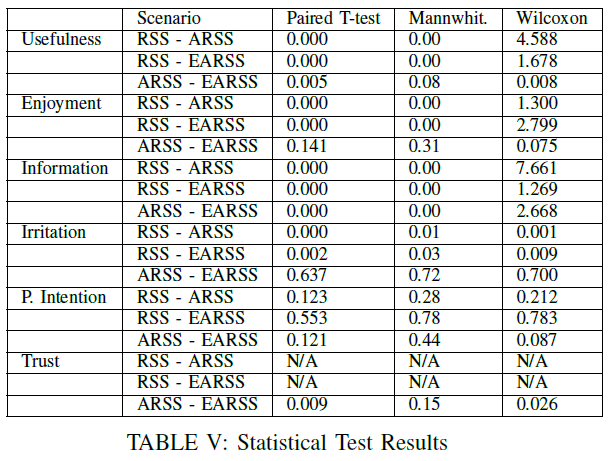 Scenario Paired T-test Mannwhit. Wilcoxon
Usefulness RSS - ARSS 0.000 0.00 4.588
RSS - EARSS 0.000 0.00 1.678
ARSS - EARSS 0.005 0.08 0.008
Enjoyment RSS - ARSS 0.000 0.00 1.300
RSS - EARSS 0.000 0.00 2.799
ARSS - EARSS 0.141 0.31 0.075
Information RSS - ARSS 0.000 0.00 7.661
RSS - EARSS 0.000 0.00 1.269
ARSS - EARSS 0.000 0.00 2.668
Irritation RSS - ARSS 0.000 0.01 0.001
RSS - EARSS 0.002 0.03 0.009
ARSS - EARSS 0.637 0.72 0.700
P. Intention RSS - ARSS 0.123 0.28 0.212
RSS - EARSS 0.553 0.78 0.783
ARSS - EARSS 0.121 0.44 0.087
Trust RSS - ARSS N/A N/A N/A
RSS - EARSS N/A N/A N/A
ARSS - EARSS 0.009 0.15 0.026
TABLE V: Statistical Test Results